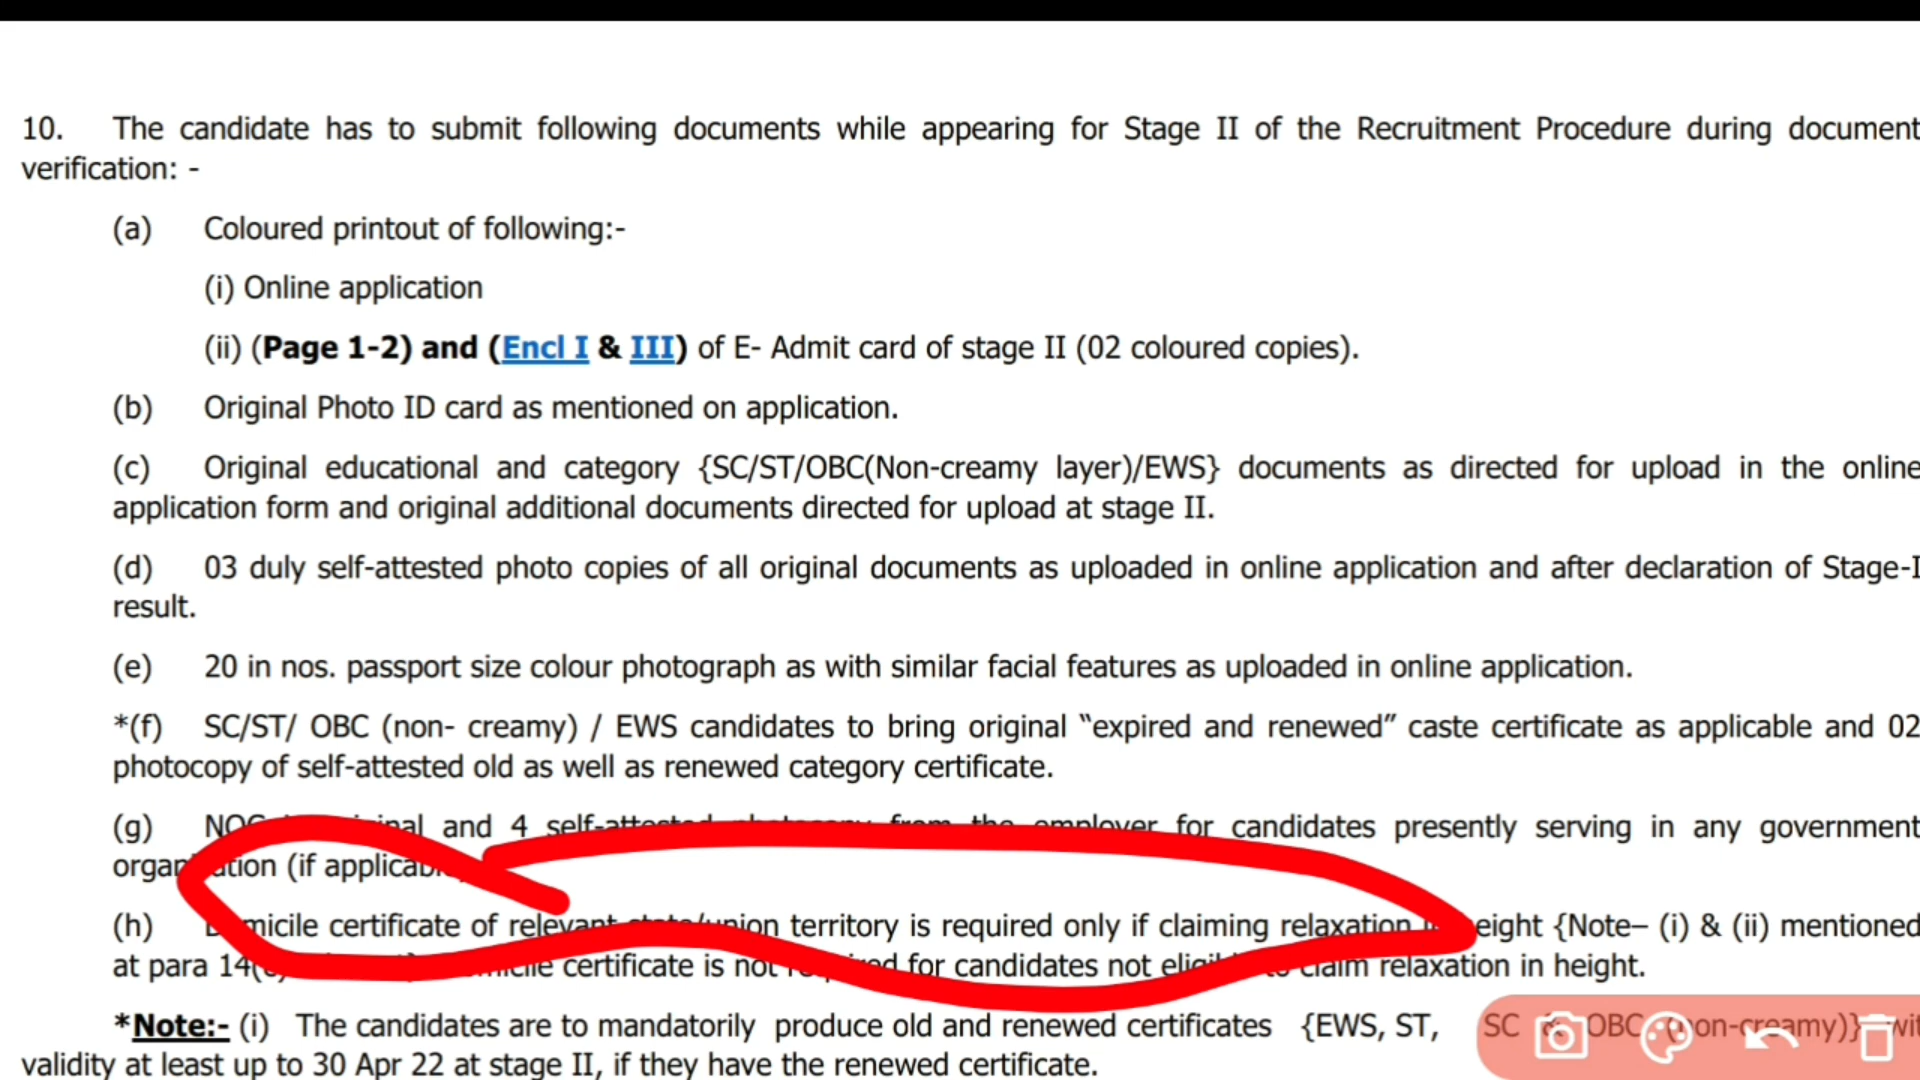 10. The candidate has to submit following documents while appearing for Stage II of the Recruitment Procedure during document
verification: -
(a) Coloured printout of following:-
(i) Online application
(ii) (Page 1-2) and (Encl I & III) of E- Admit card of stage II (02 coloured copies).
(b) Original Photo ID card as mentioned on application.
(c) Original educational and category {SC/ST/OBC(Non-creamy layer)/EWS} documents as directed for upload in the online
application form and original additional documents directed for upload at stage II.
(d) 03 duly self-attested photo copies of all original documents as uploaded in online application and after declaration of Stage-I
result.
(e) 20 in nos. passport size colour photograph as with similar facial features as uploaded in online application.
*(f) SC/ST/ OBC (non- creamy) / EWS candidates to bring original “expired and renewed” caste certificate as applicable and 02
photocopy of self-attested old as well as renewed category certificate.
(g) NOC and 4 self-attested photocopy from the employer for candidates presently serving in any government
(if
(h) certificate of relevant state/union territory is required only if claiming relaxation height {Note– (i) & (ii) mentioned
at para certificate is not for candidates not claim relaxation in height.
*Note:- (i) The candidates are to mandatorily produce old and renewed certificates {EWS, ST, SC & OBC (non-creamy)}
validity at least up to 30 Apr 22 at stage II, if they have the renewed certificate.